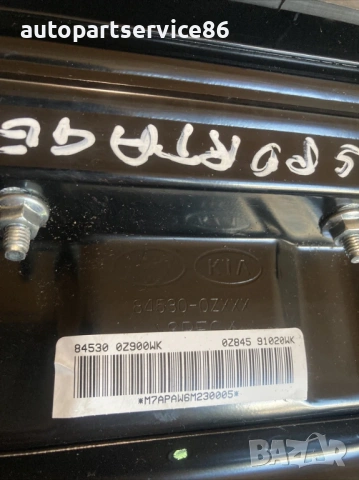 autopartservice86
SPORTAGE
KIA
84530 0Z900WK
0Z845 91020WK
*M7APAW6M230005*
bazar